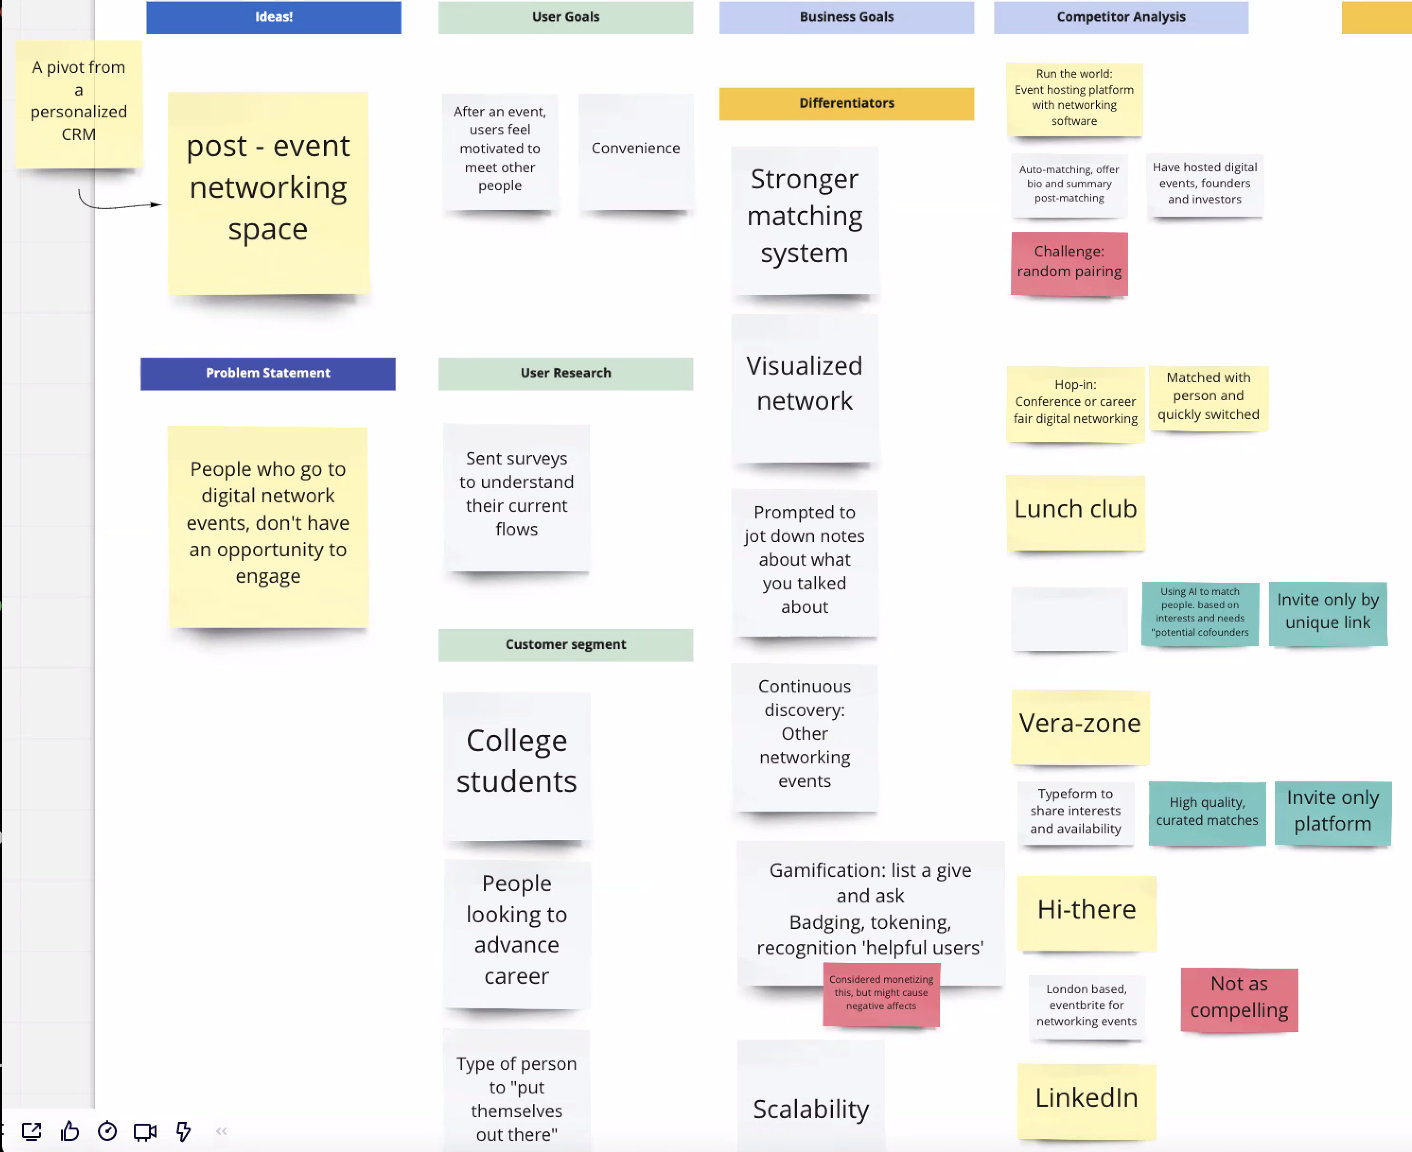 Ideas!
User Goals
Business Goals
Competitor Analysis
A pivot from
a
personalized
CRM
post - event
networking
space
After an event,
users feel
motivated to
meet other
people
Convenience
Differentiators
Stronger
matching
system
Visualized
network
Prompted to
jot down notes
about what
you talked
about
Continuous
discovery:
Other
networking
events
Gamification: list a give
and ask
Badging, tokening,
recognition 'helpful users'
Considered monetizing
this, but might cause
negative affects
Scalability
Run the world:
Event hosting platform
with networking
software
Auto-matching, offer
bio and summary
post-matching
Have hosted digital
events, founders
and investors
Challenge:
random pairing
Hop-in:
Conference or career
fair digital networking
Matched with
person and
quickly switched
Lunch club
Using AI to match
people. based on
interests and needs
"potential cofounders
Invite only by
unique link
Vera-zone
Typeform to
share interests
and availability
High quality,
curated matches
Invite only
platform
Hi-there
London based,
eventbrite for
networking events
Not as
compelling
LinkedIn
Problem Statement
People who go to
digital network
events, don't have
an opportunity to
engage
User Research
Sent surveys
to understand
their current
flows
Customer segment
College
students
People
looking to
advance
career
Type of person
to "put
themselves
out there"